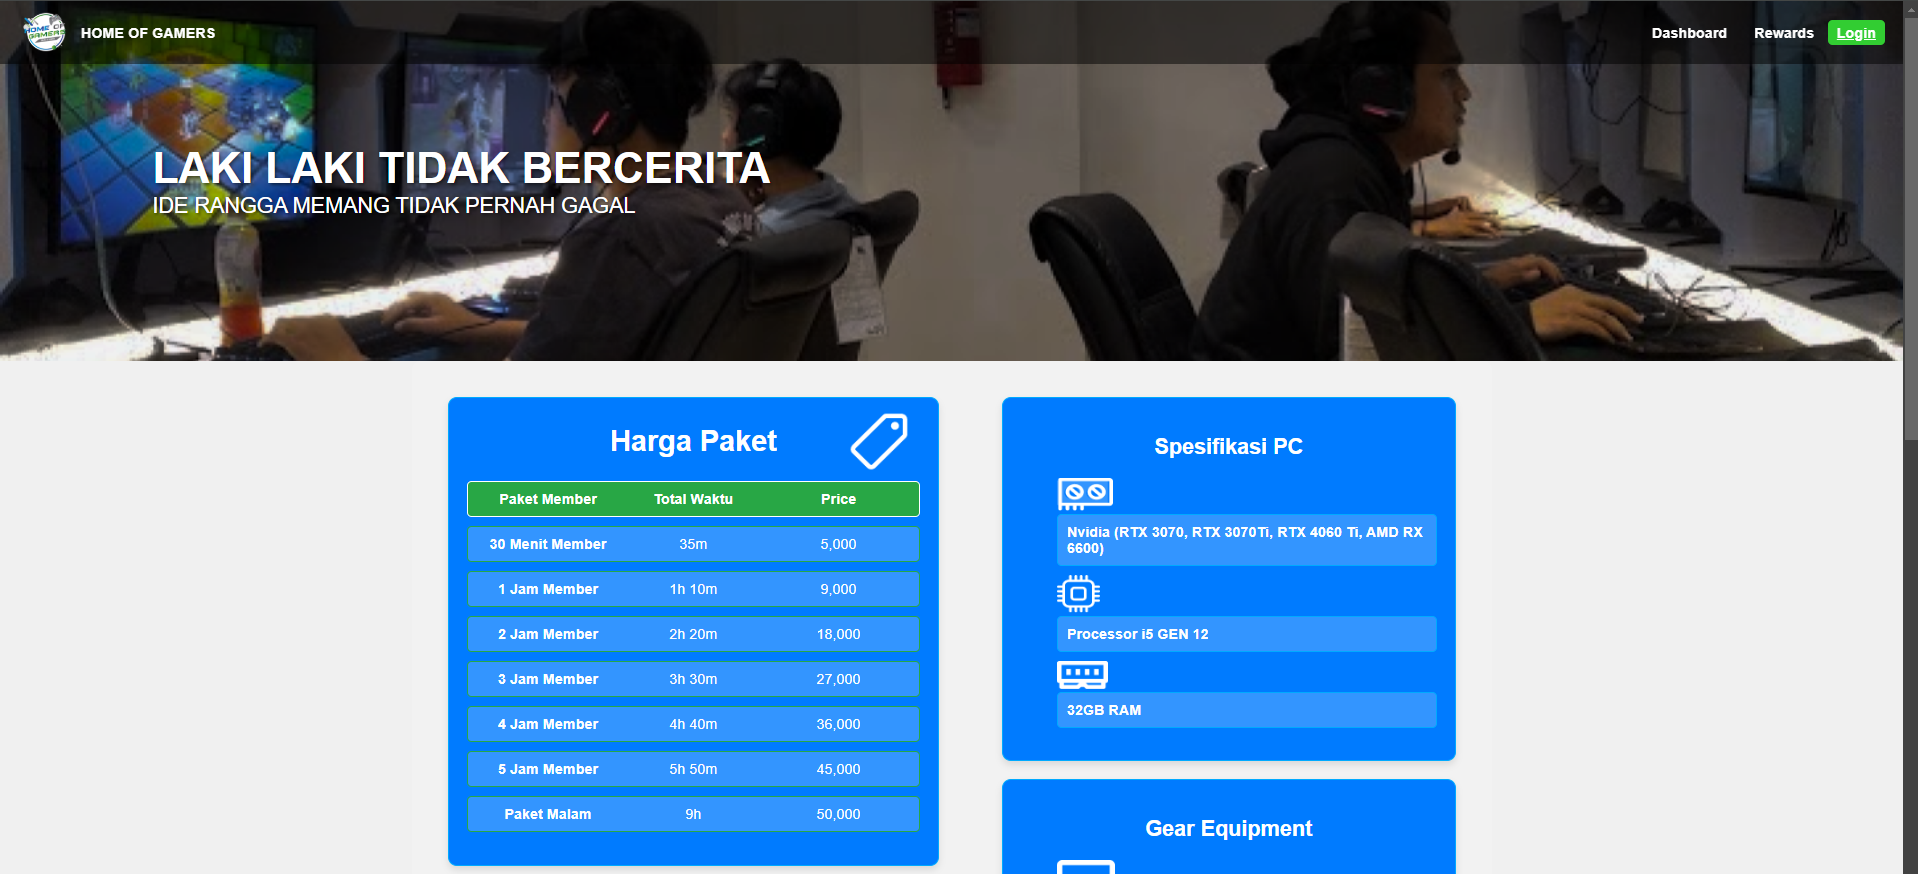 HOME OF GAMERS
HOME OF GAMERS
Dashboard
Rewards
Login
LAKI LAKI TIDAK BERCERITA
IDE RANGGA MEMANG TIDAK PERNAH GAGAL
Harga Paket
Paket Member Total Waktu Price
30 Menit Member 35m 5,000
1 Jam Member 1h 10m 9,000
2 Jam Member 2h 20m 18,000
3 Jam Member 3h 30m 27,000
4 Jam Member 4h 40m 36,000
5 Jam Member 5h 50m 45,000
Paket Malam 9h 50,000
Spesifikasi PC
Nvidia (RTX 3070, RTX 3070Ti, RTX 4060 Ti, AMD RX
6600)
Processor i5 GEN 12
32GB RAM
Gear Equipment